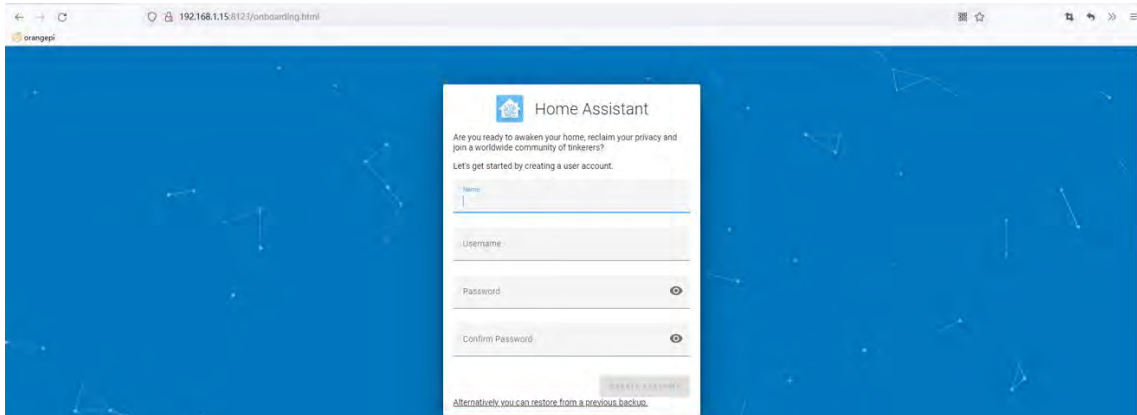 192.168.1.15:8123/onboarding.html
orangepi
Home Assistant
Are you ready to awaken your home, reclaim your privacy and
join a worldwide community of tinkerers?
Let's get started by creating a user account.
Name
Username
Password
Confirm Password
CREATE ACCOUNT
Alternatively you can restore from a previous backup.